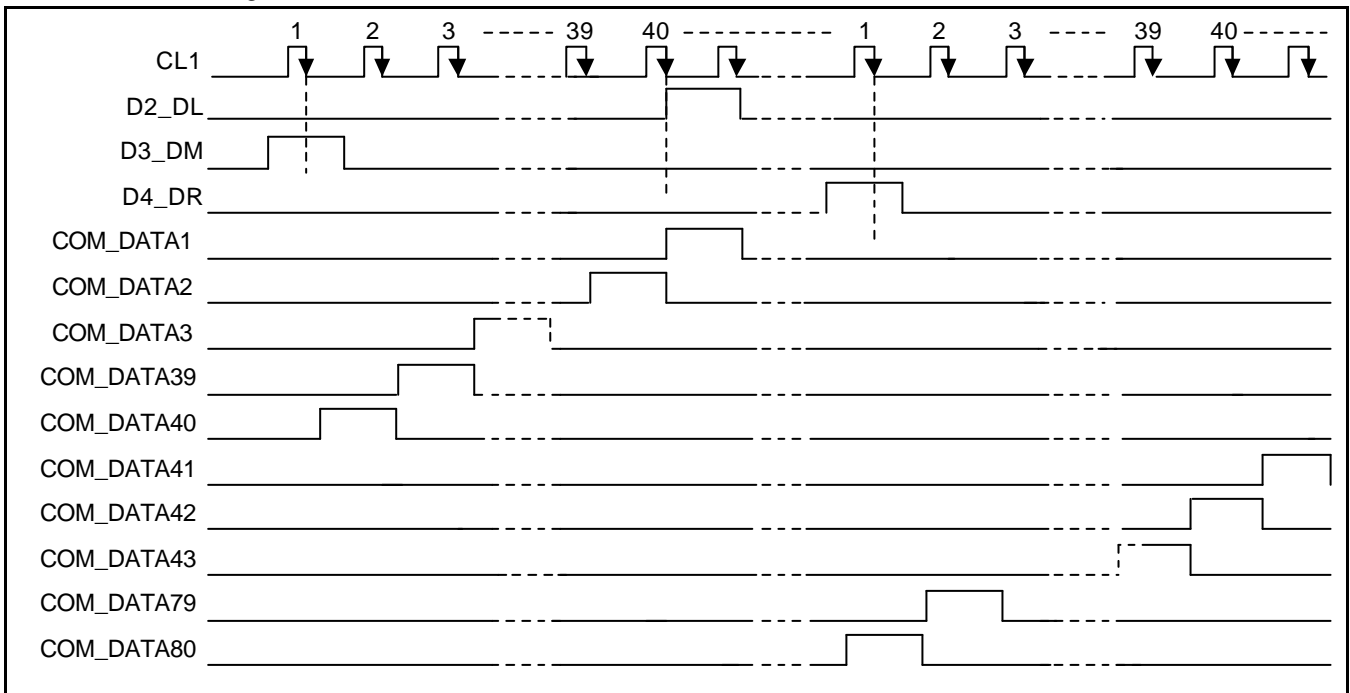 1 2 3 39 40 1 2 3 39 40
CL1
D2_DL
D3_DM
D4_DR
COM_DATA1
COM_DATA2
COM_DATA3
COM_DATA39
COM_DATA40
COM_DATA41
COM_DATA42
COM_DATA43
COM_DATA79
COM_DATA80